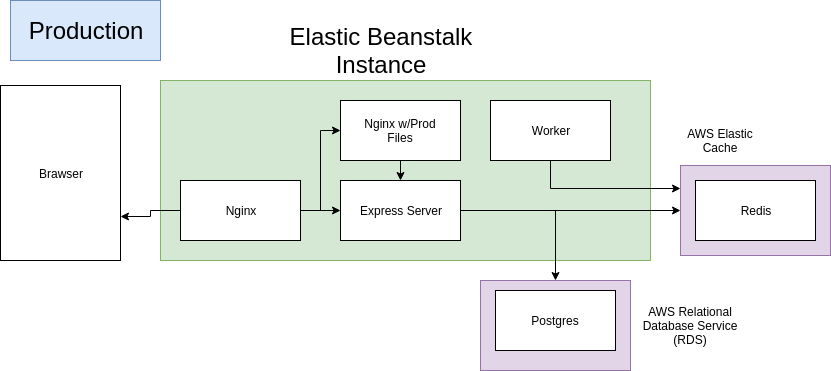 Production
Elastic Beanstalk
Instance
Brawser
Nginx
Nginx w/Prod
Files
Express Server
Worker
AWS Elastic
Cache
Redis
Postgres
AWS Relational
Database Service
(RDS)